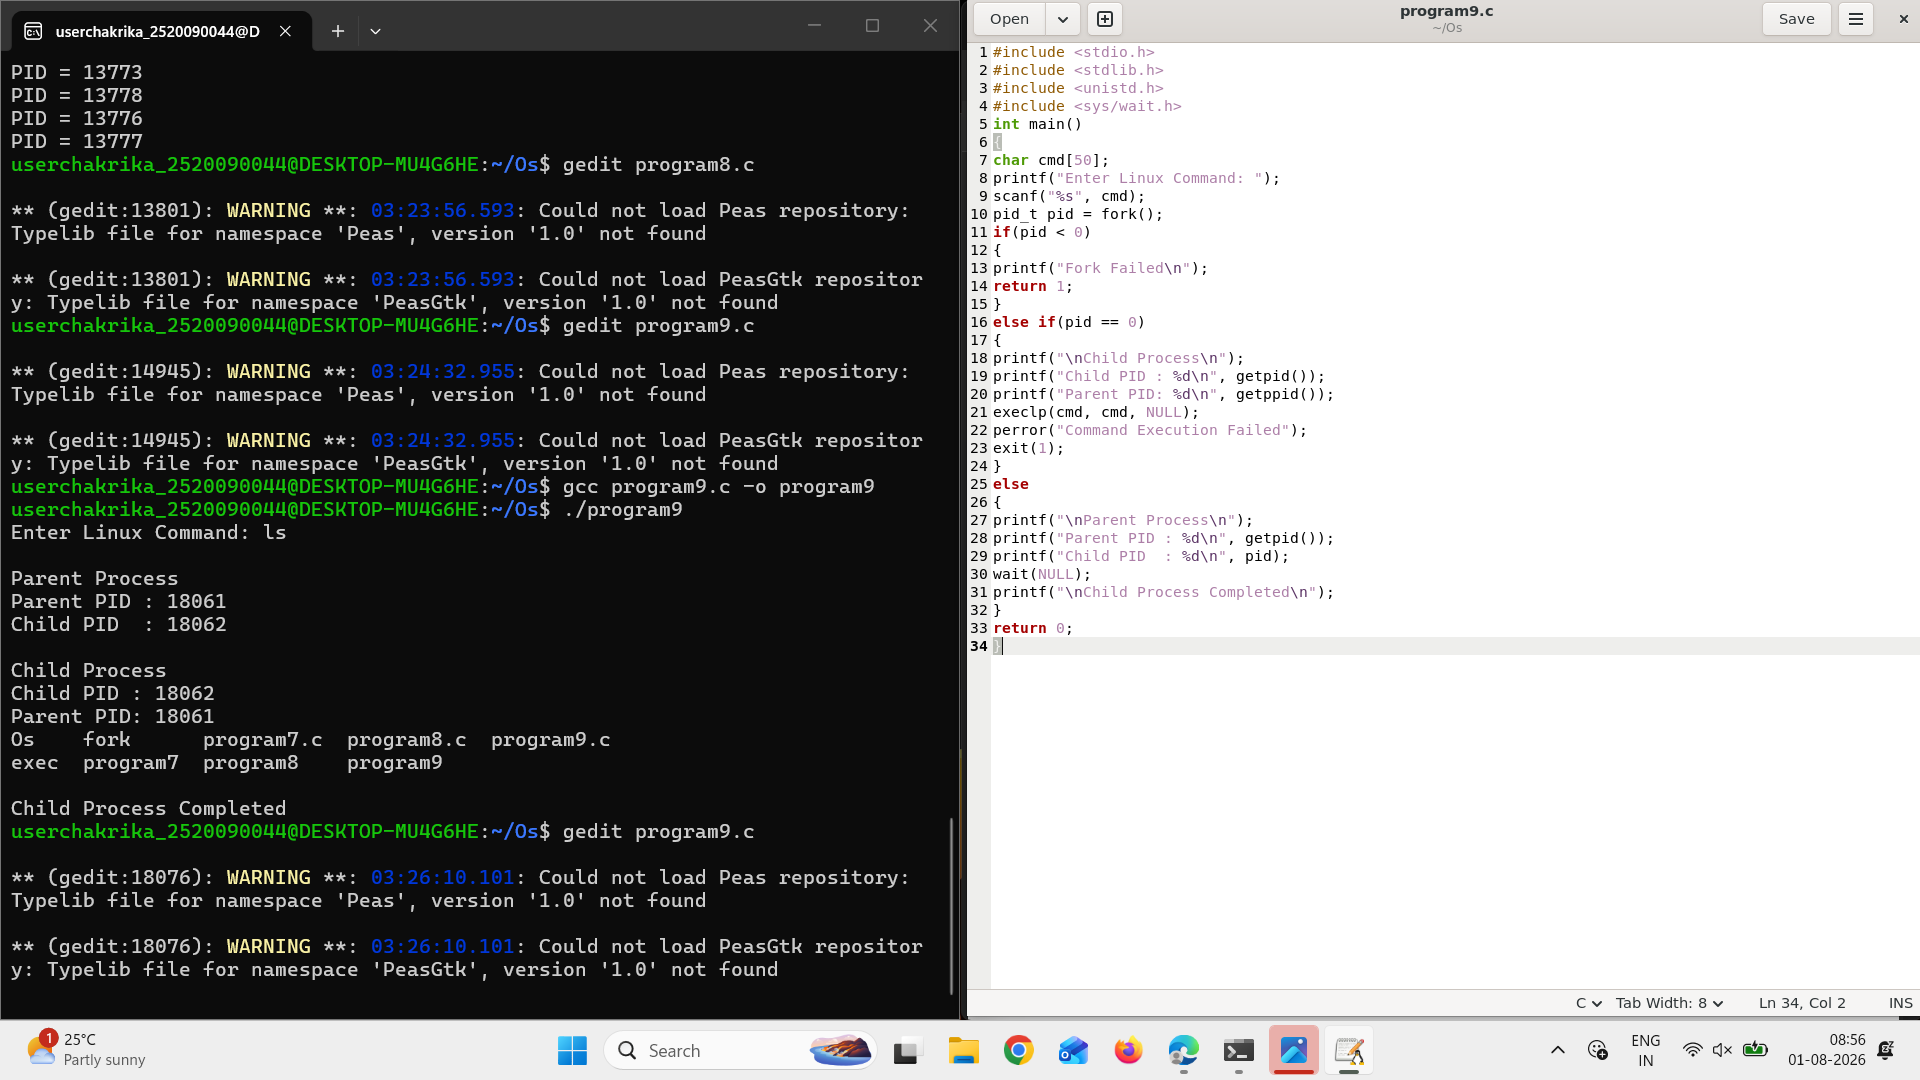 userchakrika_2520090044@D
PID = 13773
PID = 13778
PID = 13776
PID = 13777
userchakrika_2520090044@DESKTOP-MU4G6HE:~/Os$ gedit program8.c
** (gedit:13801): WARNING **: 03:23:56.593: Could not load Peas repository:
Typelib file for namespace 'Peas', version '1.0' not found
** (gedit:13801): WARNING **: 03:23:56.593: Could not load PeasGtk repositor
y: Typelib file for namespace 'PeasGtk', version '1.0' not found
userchakrika_2520090044@DESKTOP-MU4G6HE:~/Os$ gedit program9.c
** (gedit:14945): WARNING **: 03:24:32.955: Could not load Peas repository:
Typelib file for namespace 'Peas', version '1.0' not found
** (gedit:14945): WARNING **: 03:24:32.955: Could not load PeasGtk repositor
y: Typelib file for namespace 'PeasGtk', version '1.0' not found
userchakrika_2520090044@DESKTOP-MU4G6HE:~/Os$ gcc program9.c -o program9
userchakrika_2520090044@DESKTOP-MU4G6HE:~/Os$ ./program9
Enter Linux Command: ls
Parent Process
Parent PID : 18061
Child PID  : 18062
Child Process
Child PID : 18062
Parent PID: 18061
Os    fork      program7.c  program8.c  program9.c
exec  program7  program8    program9
Child Process Completed
userchakrika_2520090044@DESKTOP-MU4G6HE:~/Os$ gedit program9.c
** (gedit:18076): WARNING **: 03:26:10.101: Could not load Peas repository:
Typelib file for namespace 'Peas', version '1.0' not found
** (gedit:18076): WARNING **: 03:26:10.101: Could not load PeasGtk repositor
y: Typelib file for namespace 'PeasGtk', version '1.0' not found
Open
program9.c
~/Os
Save
1 #include <stdio.h>
2 #include <stdlib.h>
3 #include <unistd.h>
4 #include <sys/wait.h>
5 int main()
6 {
7 char cmd[50];
8 printf("Enter Linux Command: ");
9 scanf("%s", cmd);
10 pid_t pid = fork();
11 if(pid < 0)
12 {
13 printf("Fork Failed\n");
14 return 1;
15 }
16 else if(pid == 0)
17 {
18 printf("\nChild Process\n");
19 printf("Child PID : %d\n", getpid());
20 printf("Parent PID: %d\n", getppid());
21 execlp(cmd, cmd, NULL);
22 perror("Command Execution Failed");
23 exit(1);
24 }
25 else
26 {
27 printf("\nParent Process\n");
28 printf("Parent PID : %d\n", getpid());
29 printf("Child PID  : %d\n", pid);
30 wait(NULL);
31 printf("\nChild Process Completed\n");
32 }
33 return 0;
34 }
C
Tab Width: 8
Ln 34, Col 2
INS
1
25°C
Partly sunny
Search
ENG
IN
08:56
01-08-2026